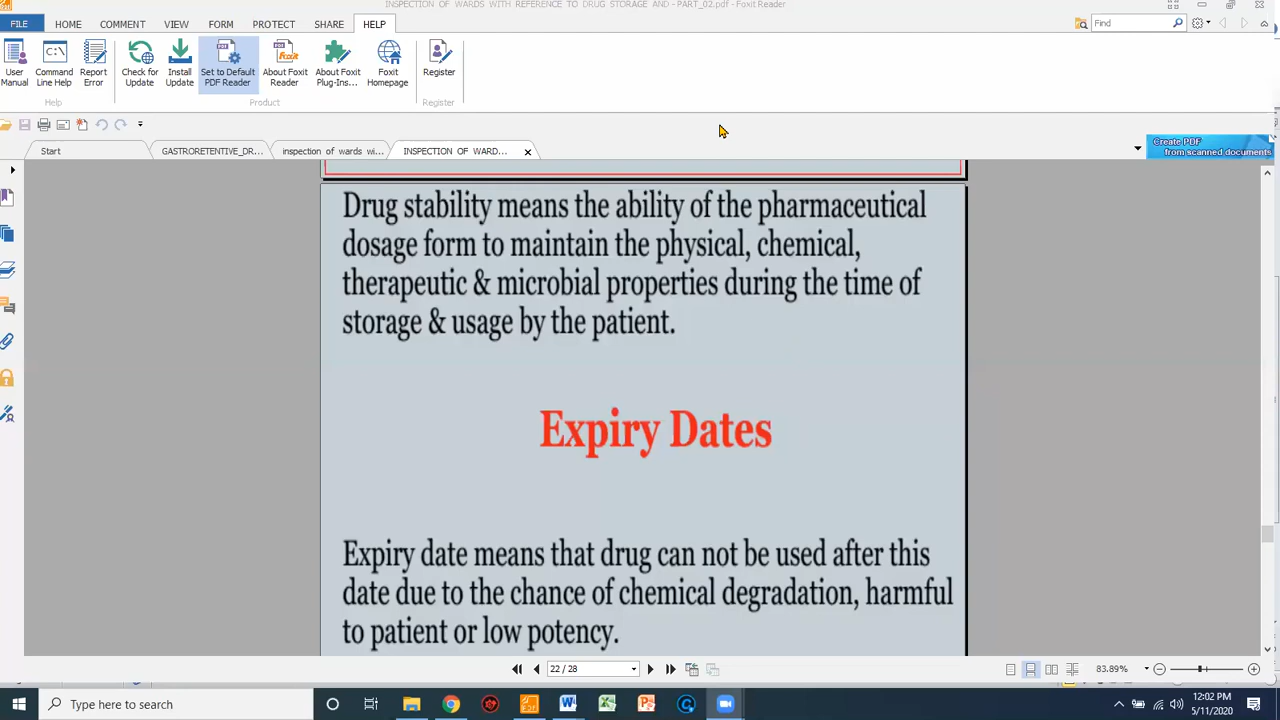 INSPECTION OF WARDS WITH REFERENCE TO DRUG STORAGE AND - PART_02.pdf - Foxit Reader
FILE HOME COMMENT VIEW FORM PROTECT SHARE HELP Find
User Manual
Command Line Help
Report Error
Check for Update
Install Update
Set to Default PDF Reader
About Foxit Reader
About Foxit Plug-Ins...
Foxit Homepage
Register
Help Product Register
Start GASTRORETENTIVE_DR... inspection of wards wi... INSPECTION OF WARD...
Create PDF
from scanned documents
Drug stability means the ability of the pharmaceutical
dosage form to maintain the physical, chemical,
therapeutic & microbial properties during the time of
storage & usage by the patient.
Expiry Dates
Expiry date means that drug can not be used after this
date due to the chance of chemical degradation, harmful
to patient or low potency.
22 / 28 83.89%
Type here to search
12:02 PM
5/11/2020